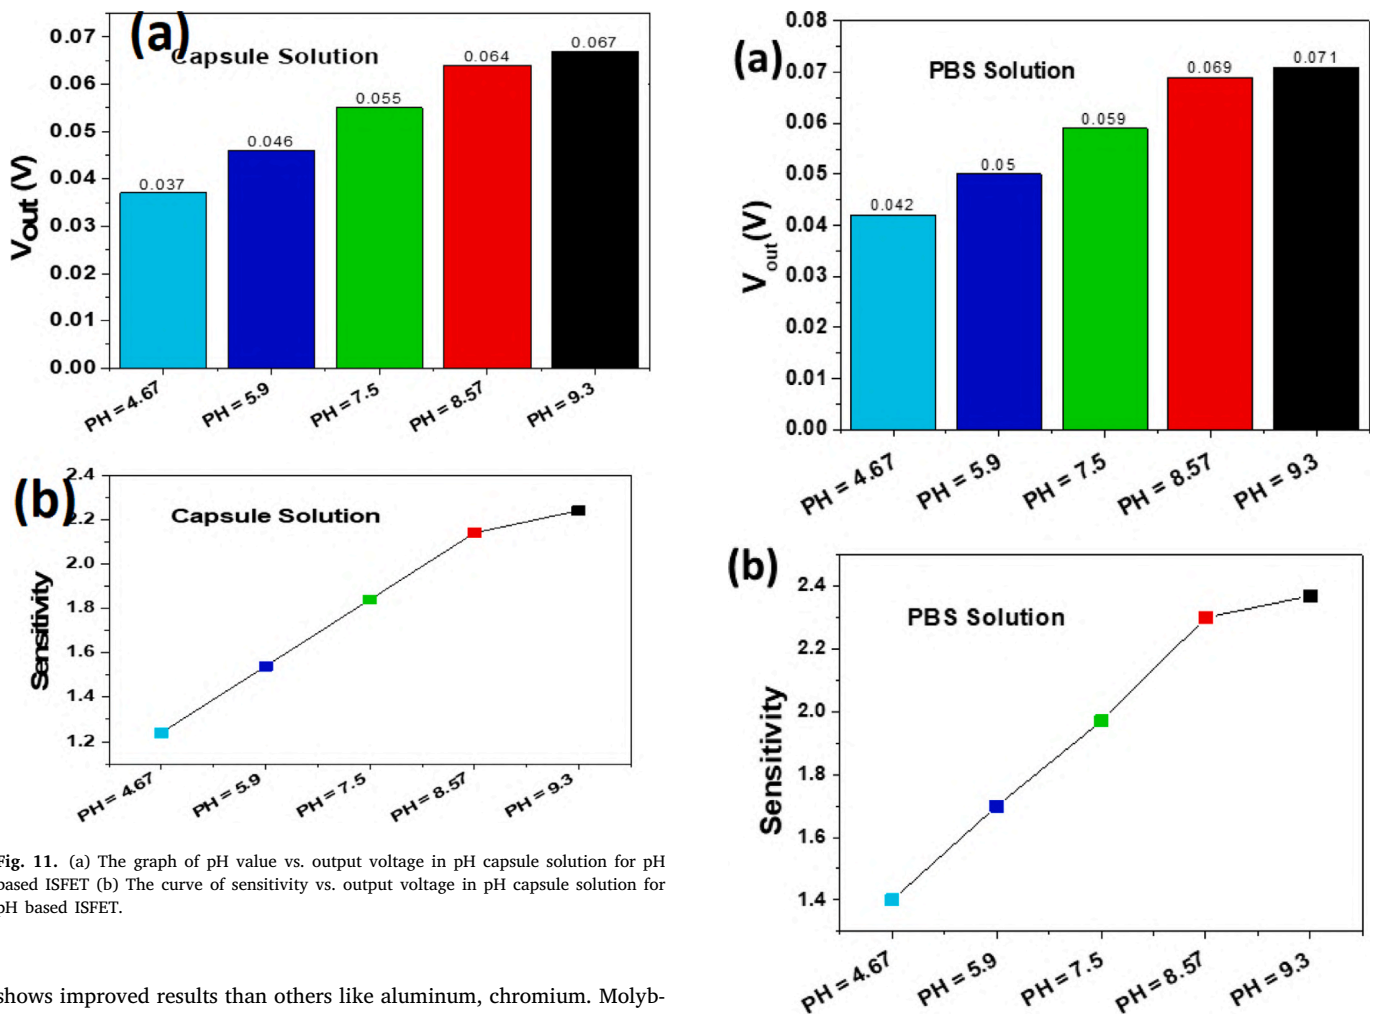 (a)
Capsule Solution
0.07
0.06
0.05
0.04
0.03
0.02
0.01
0.00
Vout (V)
0.037
0.046
0.055
0.064
0.067
PH = 4.67
PH = 5.9
PH = 7.5
PH = 8.57
PH = 9.3
(b)
Capsule Solution
2.4
2.2
2.0
1.8
1.6
1.4
1.2
Sensitivity
PH = 4.67
PH = 5.9
PH = 7.5
PH = 8.57
PH = 9.3
Fig. 11. (a) The graph of pH value vs. output voltage in pH capsule solution for pH
based ISFET (b) The curve of sensitivity vs. output voltage in pH capsule solution for
pH based ISFET.
shows improved results than others like aluminum, chromium. Molyb-
(a)
PBS Solution
0.08
0.07
0.06
0.05
0.04
0.03
0.02
0.01
0.00
Vout (V)
0.042
0.05
0.059
0.069
0.071
PH = 4.67
PH = 5.9
PH = 7.5
PH = 8.57
PH = 9.3
(b)
PBS Solution
2.4
2.2
2.0
1.8
1.6
1.4
Sensitivity
PH = 4.67
PH = 5.9
PH = 7.5
PH = 8.57
PH = 9.3